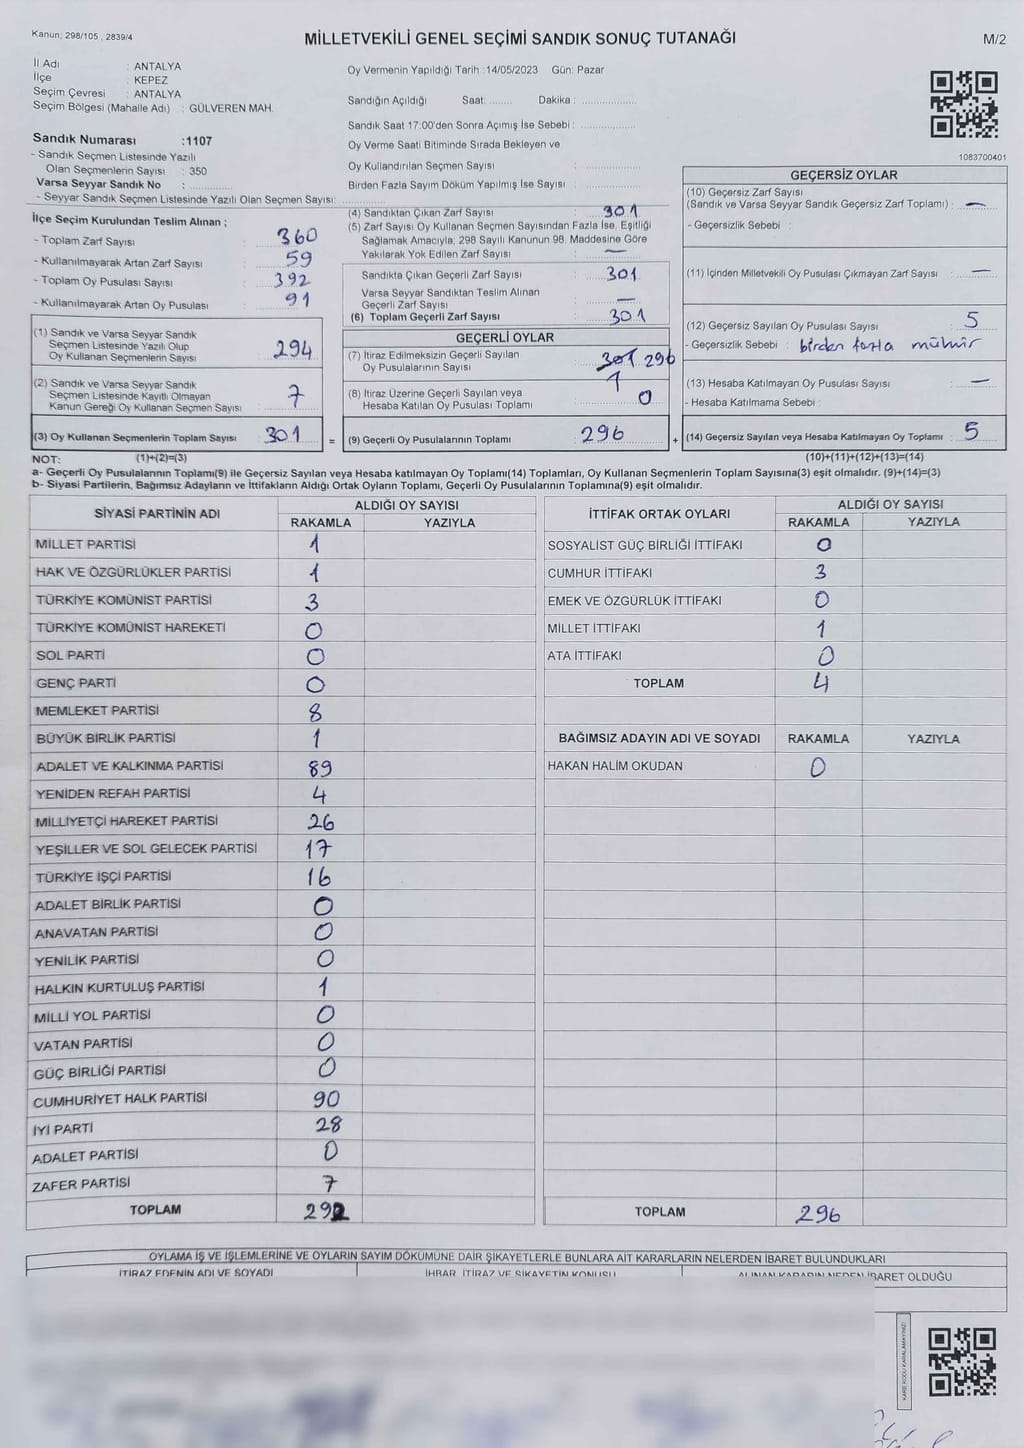 Kanun; 298/105 , 2839/4
MİLLETVEKİLİ GENEL SEÇİMİ SANDIK SONUÇ TUTANAĞI
M/2
İl Adı : ANTALYA
İlçe : KEPEZ
Seçim Çevresi : ANTALYA
Seçim Bölgesi (Mahalle Adı) : GÜLVEREN MAH.
Sandık Numarası :1107
- Sandık Seçmen Listesinde Yazılı
Olan Seçmenlerin Sayısı : 350
Varsa Seyyar Sandık No : ............
- Seyyar Sandık Seçmen Listesinde Yazılı Olan Seçmen Sayısı: ............
Oy Vermenin Yapıldığı Tarih :14/05/2023 Gün: Pazar
Sandığın Açıldığı Saat: ........ Dakika : ..................
Sandık Saat 17:00'den Sonra Açımış İse Sebebi : ..................
Oy Verme Saati Bitiminde Sırada Bekleyen ve
Oy Kullandırılan Seçmen Sayısı : ..................
Birden Fazla Sayım Döküm Yapılmış İse Sayısı : ..................
1083700401
İlçe Seçim Kurulundan Teslim Alınan ;
- Toplam Zarf Sayısı : 360
- Kullanılmayarak Artan Zarf Sayısı : 59
- Toplam Oy Pusulası Sayısı : 392
- Kullanılmayarak Artan Oy Pusulası : 91
(1) Sandık ve Varsa Seyyar Sandık
Seçmen Listesinde Yazılı Olup
Oy Kullanan Seçmenlerin Sayısı : 294
(2) Sandık ve Varsa Seyyar Sandık
Seçmen Listesinde Kayıtlı Olmayan
Kanun Gereği Oy Kullanan Seçmen Sayısı : 7
(3) Oy Kullanan Seçmenlerin Toplam Sayısı : 301
(4) Sandıktan Çıkan Zarf Sayısı : 301
(5) Zarf Sayısı Oy Kullanan Seçmen Sayısından Fazla İse, Eşitliği
Sağlamak Amacıyla, 298 Sayılı Kanunun 98. Maddesine Göre
Yakılarak Yok Edilen Zarf Sayısı : —
Sandıkta Çıkan Geçerli Zarf Sayısı : 301
Varsa Seyyar Sandıktan Teslim Alınan
Geçerli Zarf Sayısı : —
(6) Toplam Geçerli Zarf Sayısı : 301
GEÇERLİ OYLAR
(7) İtiraz Edilmeksizin Geçerli Sayılan
Oy Pusulalarının Sayısı : 301 296
(8) İtiraz Üzerine Geçerli Sayılan veya
Hesaba Katılan Oy Pusulası Toplamı : 0
= (9) Geçerli Oy Pusulalarının Toplamı : 296 +
GEÇERSİZ OYLAR
(10) Geçersiz Zarf Sayısı
(Sandık ve Varsa Seyyar Sandık Geçersiz Zarf Toplamı) : —
- Geçersizlik Sebebi :
(11) İçinden Milletvekili Oy Pusulası Çıkmayan Zarf Sayısı : —
(12) Geçersiz Sayılan Oy Pusulası Sayısı : 5
- Geçersizlik Sebebi : birden fazla mühür
(13) Hesaba Katılmayan Oy Pusulası Sayısı : —
- Hesaba Katılmama Sebebi :
(14) Geçersiz Sayılan veya Hesaba Katılmayan Oy Toplamı : 5
NOT: (1)+(2)=(3) (10)+(11)+(12)+(13)=(14)
a- Geçerli Oy Pusulalarının Toplamı(9) ile Geçersiz Sayılan veya Hesaba katılmayan Oy Toplamı(14) Toplamları, Oy Kullanan Seçmenlerin Toplam Sayısına(3) eşit olmalıdır. (9)+(14)=(3)
b- Siyasi Partilerin, Bağımsız Adayların ve İttifakların Aldığı Ortak Oyların Toplamı, Geçerli Oy Pusulalarının Toplamına(9) eşit olmalıdır.
SİYASİ PARTİNİN ADI ALDIĞI OY SAYISI
RAKAMLA YAZIYLA
MİLLET PARTİSİ 1
HAK VE ÖZGÜRLÜKLER PARTİSİ 1
TÜRKİYE KOMÜNİST PARTİSİ 3
TÜRKİYE KOMÜNİST HAREKETİ 0
SOL PARTİ 0
GENÇ PARTİ 0
MEMLEKET PARTİSİ 8
BÜYÜK BİRLİK PARTİSİ 1
ADALET VE KALKINMA PARTİSİ 89
YENİDEN REFAH PARTİSİ 4
MİLLİYETÇİ HAREKET PARTİSİ 26
YEŞİLLER VE SOL GELECEK PARTİSİ 17
TÜRKİYE İŞÇİ PARTİSİ 16
ADALET BİRLİK PARTİSİ 0
ANAVATAN PARTİSİ 0
YENİLİK PARTİSİ 0
HALKIN KURTULUŞ PARTİSİ 1
MİLLİ YOL PARTİSİ 0
VATAN PARTİSİ 0
GÜÇ BİRLİĞİ PARTİSİ 0
CUMHURİYET HALK PARTİSİ 90
İYİ PARTİ 28
ADALET PARTİSİ 0
ZAFER PARTİSİ 7
TOPLAM 292
İTTİFAK ORTAK OYLARI ALDIĞI OY SAYISI
RAKAMLA YAZIYLA
SOSYALİST GÜÇ BİRLİĞİ İTTİFAKI 0
CUMHUR İTTİFAKI 3
EMEK VE ÖZGÜRLÜK İTTİFAKI 0
MİLLET İTTİFAKI 1
ATA İTTİFAKI 0
TOPLAM 4
BAĞIMSIZ ADAYIN ADI VE SOYADI RAKAMLA YAZIYLA
HAKAN HALİM OKUDAN 0
TOPLAM 296
OYLAMA İŞ VE İŞLEMLERİNE VE OYLARIN SAYIM DÖKÜMÜNE DAİR ŞİKAYETLERLE BUNLARA AİT KARARLARIN NELERDEN İBARET BULUNDUKLARI
İTİRAZ EDENİN ADI VE SOYADI İHBAR, İTİRAZ VE ŞİKAYETİN KONUSU ALINAN KARARIN NEDEN İBARET OLDUĞU
KARE KODU KARALAMAYINIZ!